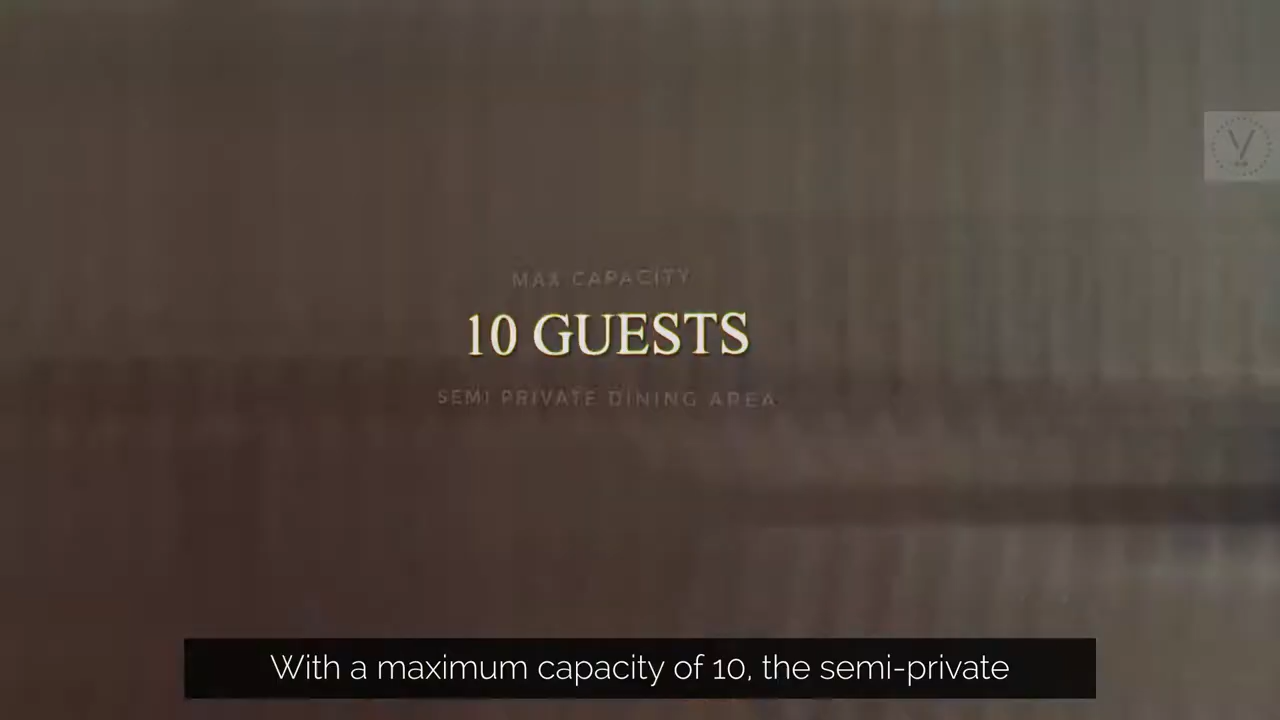 MAX CAPACITY
10 GUESTS
SEMI PRIVATE DINING AREA
With a maximum capacity of 10, the semi-private